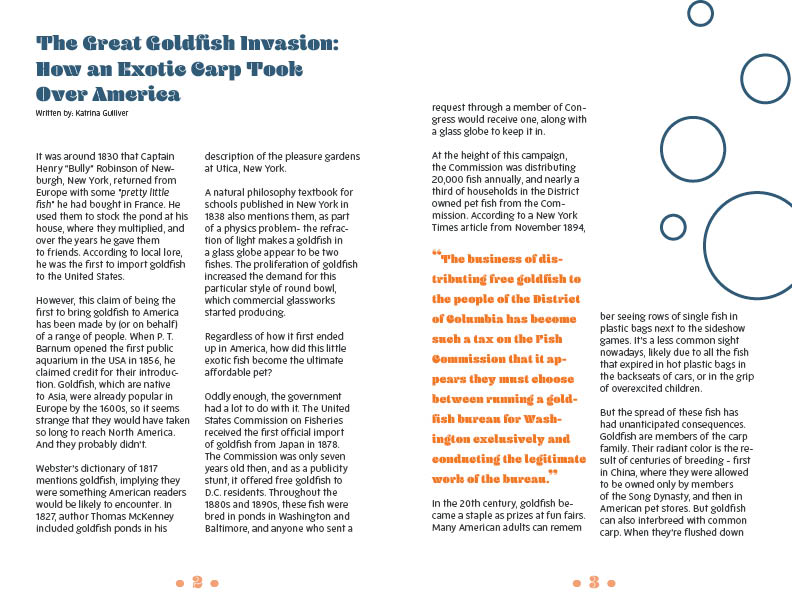 The Great Goldfish Invasion:
How an Exotic Carp Took
Over America
Written by: Katrina Gulliver
It was around 1830 that Captain
Henry "Bully" Robinson of New-
burgh, New York, returned from
Europe with some "pretty little
fish" he had bought in France. He
used them to stock the pond at his
house, where they multiplied, and
over the years he gave them
to friends. According to local lore,
he was the first to import goldfish
to the United States.
However, this claim of being the
first to bring goldfish to America
has been made by (or on behalf)
of a range of people. When P. T.
Barnum opened the first public
aquarium in the USA in 1856, he
claimed credit for their introduc-
tion. Goldfish, which are native
to Asia, were already popular in
Europe by the 1600s, so it seems
strange that they would have taken
so long to reach North America.
And they probably didn't.
Webster's dictionary of 1817
mentions goldfish, implying they
were something American readers
would be likely to encounter. In
1827, author Thomas McKenney
included goldfish ponds in his
description of the pleasure gardens
at Utica, New York.
A natural philosophy textbook for
schools published in New York in
1838 also mentions them, as part
of a physics problem- the refrac-
tion of light makes a goldfish in
a glass globe appear to be two
fishes. The proliferation of goldfish
increased the demand for this
particular style of round bowl,
which commercial glassworks
started producing.
Regardless of how it first ended
up in America, how did this little
exotic fish become the ultimate
affordable pet?
Oddly enough, the government
had a lot to do with it. The United
States Commission on Fisheries
received the first official import
of goldfish from Japan in 1878.
The Commission was only seven
years old then, and as a publicity
stunt, it offered free goldfish to
D.C. residents. Throughout the
1880s and 1890s, these fish were
bred in ponds in Washington and
Baltimore, and anyone who sent a
2
request through a member of Con-
gress would receive one, along with
a glass globe to keep it in.
At the height of this campaign,
the Commission was distributing
20,000 fish annually, and nearly a
third of households in the District
owned pet fish from the Com-
mission. According to a New York
Times article from November 1894,
"The business of dis-
tributing free goldfish to
the people of the District
of Columbia has become
such a tax on the Fish
Commission that it ap-
pears they must choose
between running a gold-
fish bureau for Wash-
ington exclusively and
conducting the legitimate
work of the bureau."
In the 20th century, goldfish be-
came a staple as prizes at fun fairs.
Many American adults can remem
ber seeing rows of single fish in
plastic bags next to the sideshow
games. It's a less common sight
nowadays, likely due to all the fish
that expired in hot plastic bags in
the backseats of cars, or in the grip
of overexcited children.
But the spread of these fish has
had unanticipated consequences.
Goldfish are members of the carp
family. Their radiant color is the re-
sult of centuries of breeding - first
in China, where they were allowed
to be owned only by members
of the Song Dynasty, and then in
American pet stores. But goldfish
can also interbreed with common
carp. When they're flushed down
3